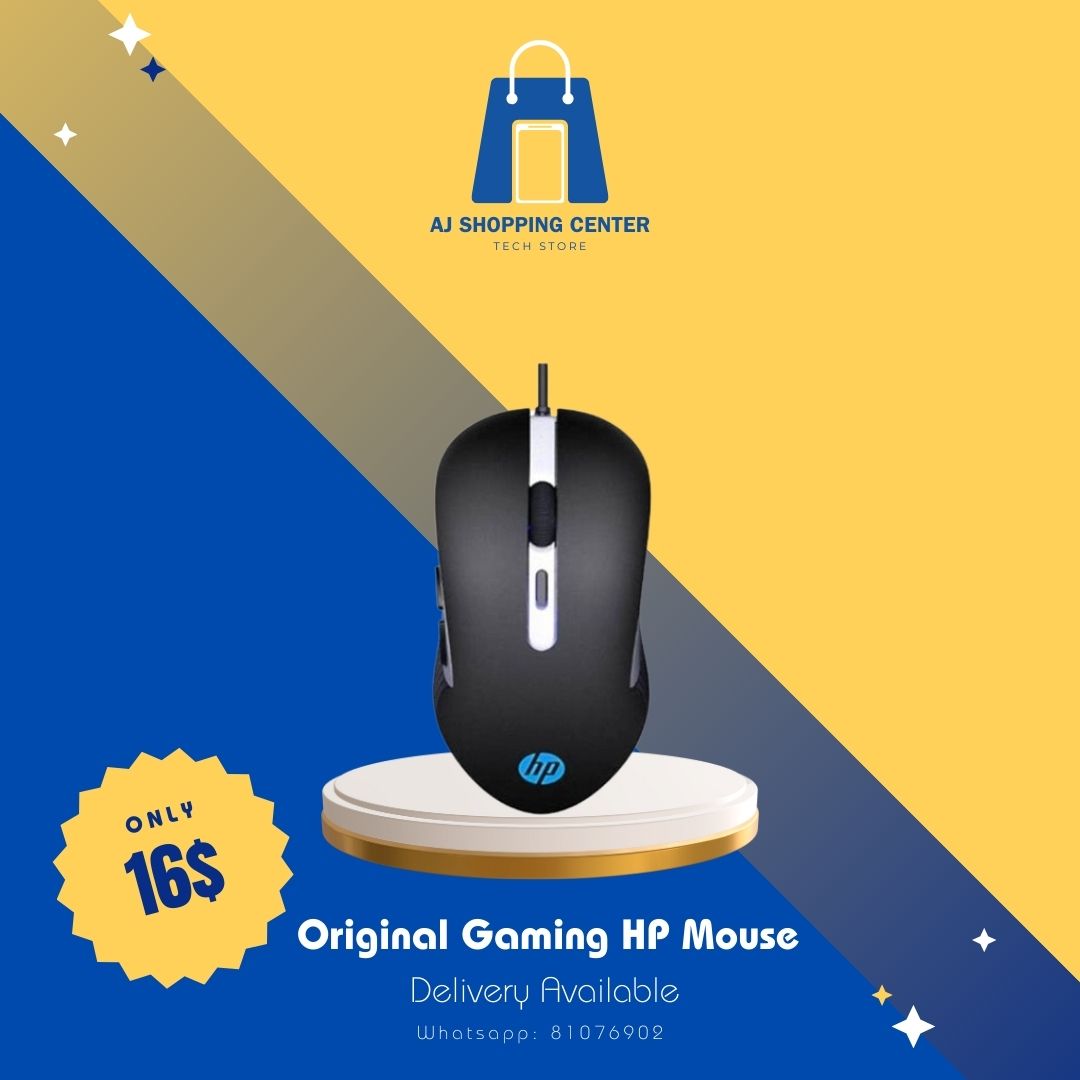 AJ SHOPPING CENTER
TECH STORE
hp
ONLY
16$
Original Gaming HP Mouse
Delivery Available
Whatsapp: 81076902